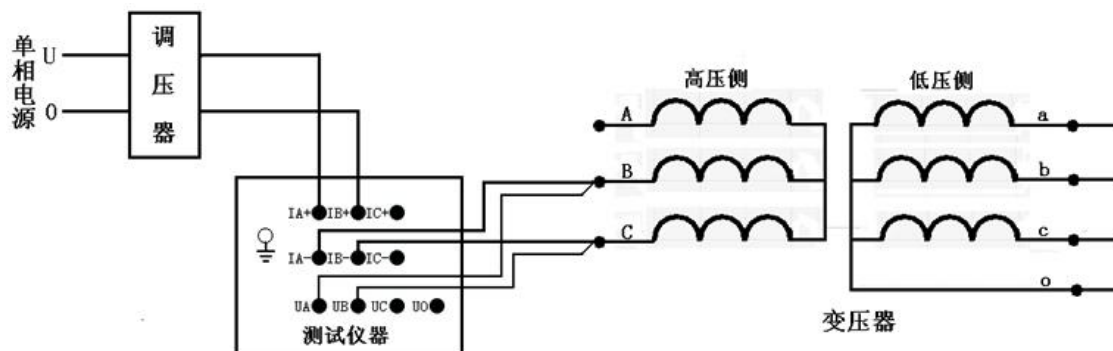 单相电源
U
O
调压器
高压侧
低压侧
A
B
C
a
b
c
o
IA+ IB+ IC+
IA- IB- IC-
UA UB UC UO
测试仪器
变压器